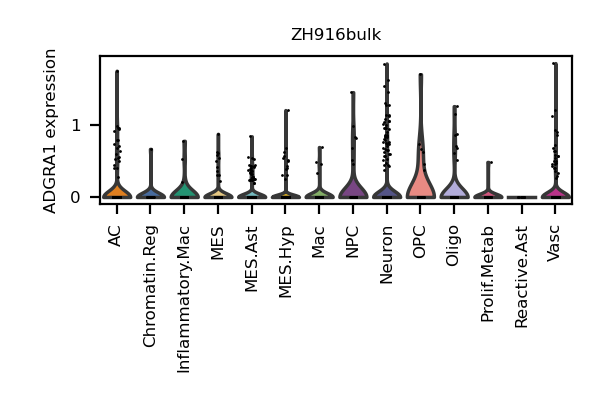 ZH916bulk
ADGRA1 expression
1
0
AC
Chromatin.Reg
Inflammatory.Mac
MES
MES.Ast
MES.Hyp
Mac
NPC
Neuron
OPC
Oligo
Prolif.Metab
Reactive.Ast
Vasc